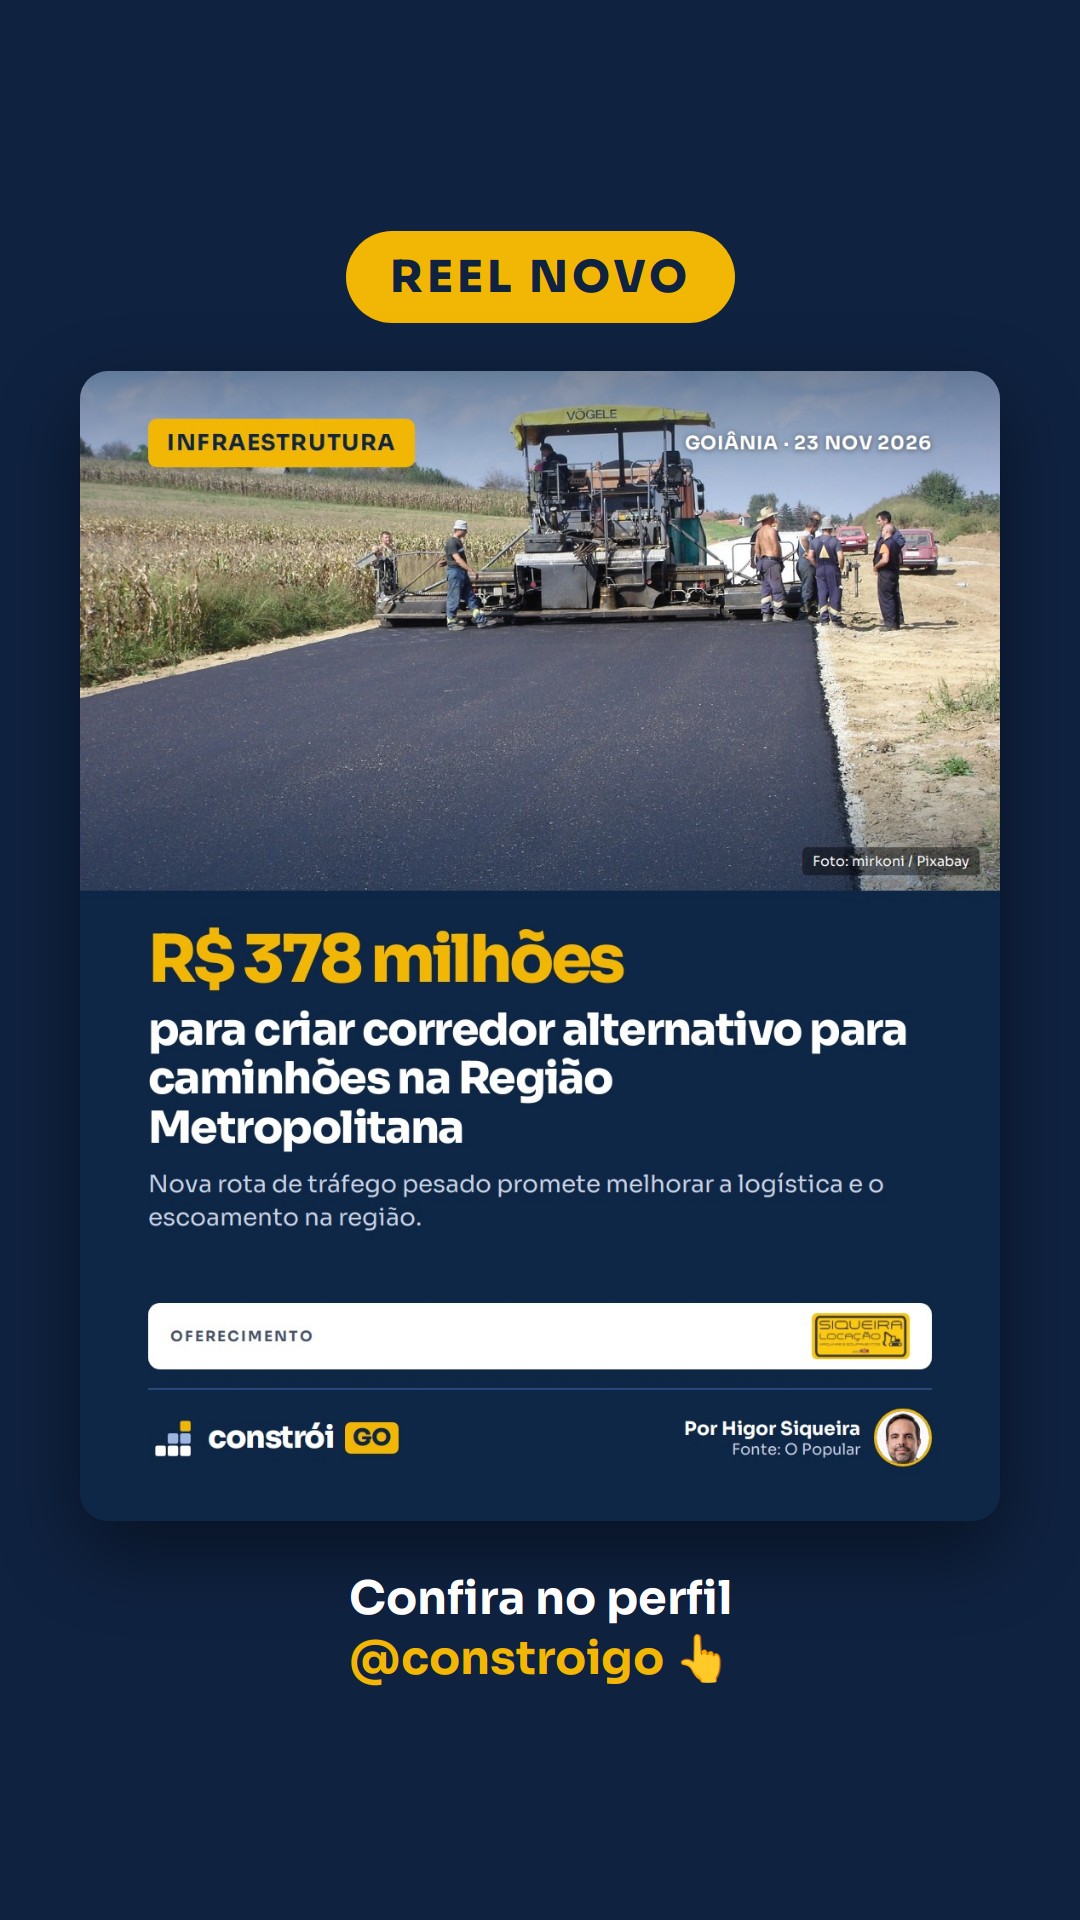 REEL NOVO
INFRAESTRUTURA
GOIÂNIA · 23 NOV 2026
VÖGELE
Foto: mirkoni / Pixabay
R$ 378 milhões
para criar corredor alternativo para
caminhões na Região
Metropolitana
Nova rota de tráfego pesado promete melhorar a logística e o
escoamento na região.
OFERECIMENTO
SIQUEIRA
LOCAÇÃO
constrói GO
Por Higor Siqueira
Fonte: O Popular
Confira no perfil
@constroigo 👆